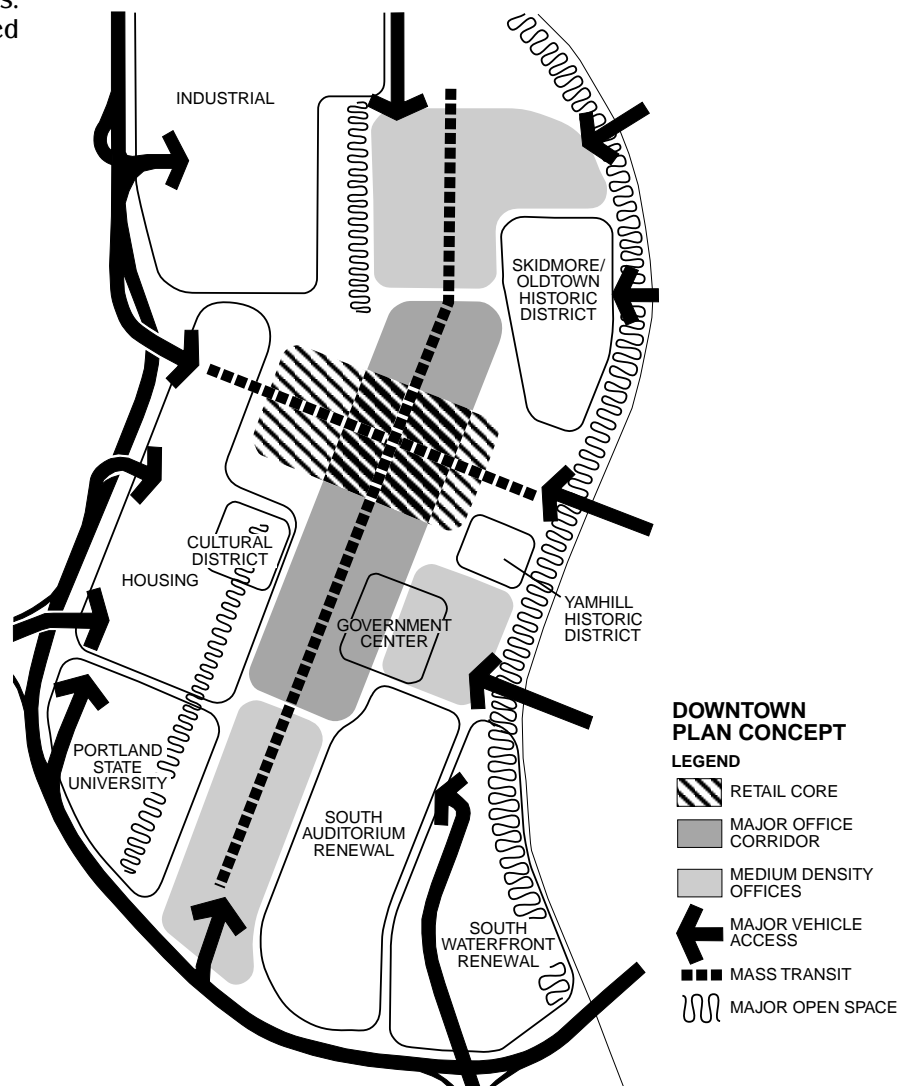 s.
ed
INDUSTRIAL
SKIDMORE/
OLDTOWN
HISTORIC
DISTRICT
CULTURAL
DISTRICT
HOUSING
GOVERNMENT
CENTER
YAMHILL
HISTORIC
DISTRICT
PORTLAND
STATE
UNIVERSITY
SOUTH
AUDITORIUM
RENEWAL
SOUTH
WATERFRONT
RENEWAL
DOWNTOWN
PLAN CONCEPT
LEGEND
RETAIL CORE
MAJOR OFFICE
CORRIDOR
MEDIUM DENSITY
OFFICES
MAJOR VEHICLE
ACCESS
MASS TRANSIT
MAJOR OPEN SPACE